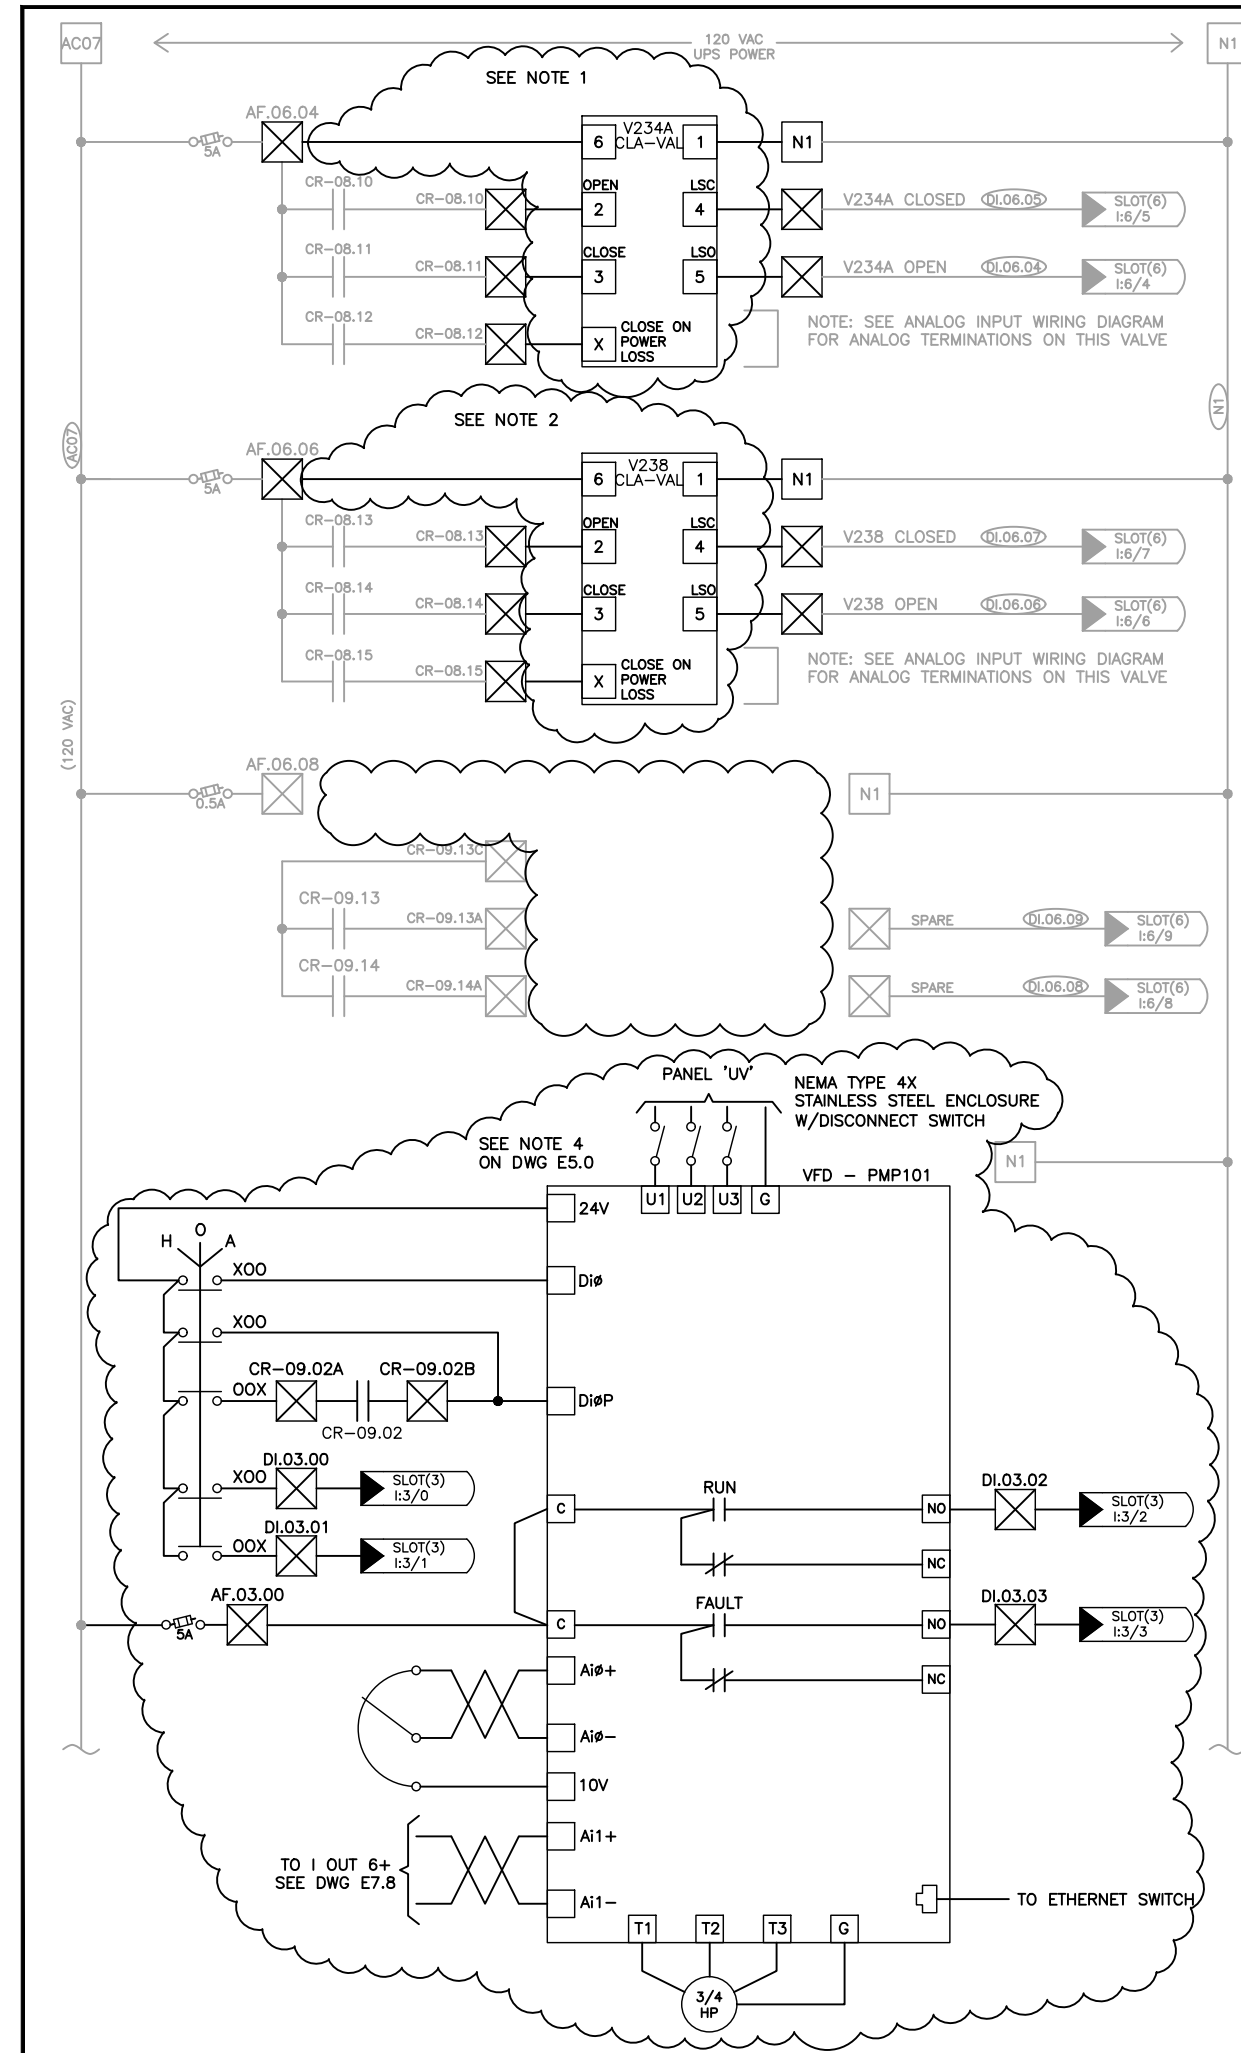 AC07
120 VAC
UPS POWER
N1
SEE NOTE 1
AF.06.04
5A
V234A
CLA-VAL
6
1
N1
CR-08.10
CR-08.10
OPEN
2
LSC
4
V234A CLOSED
DI.06.05
SLOT(6)
I:6/5
CR-08.11
CR-08.11
CLOSE
3
LSO
5
V234A OPEN
DI.06.04
SLOT(6)
I:6/4
CR-08.12
CR-08.12
X
CLOSE ON
POWER
LOSS
NOTE: SEE ANALOG INPUT WIRING DIAGRAM
FOR ANALOG TERMINATIONS ON THIS VALVE
N1
AC07
SEE NOTE 2
AF.06.06
5A
V238
CLA-VAL
6
1
N1
CR-08.13
CR-08.13
OPEN
2
LSC
4
V238 CLOSED
DI.06.07
SLOT(6)
I:6/7
CR-08.14
CR-08.14
CLOSE
3
LSO
5
V238 OPEN
DI.06.06
SLOT(6)
I:6/6
CR-08.15
CR-08.15
X
CLOSE ON
POWER
LOSS
NOTE: SEE ANALOG INPUT WIRING DIAGRAM
FOR ANALOG TERMINATIONS ON THIS VALVE
(120 VAC)
AF.06.08
0.5A
N1
CR-09.13C
CR-09.13
CR-09.13A
SPARE
DI.06.09
SLOT(6)
I:6/9
CR-09.14
CR-09.14A
SPARE
DI.06.08
SLOT(6)
I:6/8
PANEL 'UV'
NEMA TYPE 4X
STAINLESS STEEL ENCLOSURE
W/DISCONNECT SWITCH
SEE NOTE 4
ON DWG E5.0
N1
VFD - PMP101
U1
U2
U3
G
24V
H
O
A
XOO
Diø
XOO
CR-09.02A
CR-09.02B
OOX
DiøP
CR-09.02
DI.03.00
XOO
SLOT(3)
I:3/0
C
RUN
NO
DI.03.02
SLOT(3)
I:3/2
DI.03.01
OOX
SLOT(3)
I:3/1
NC
AF.03.00
5A
C
FAULT
NO
DI.03.03
SLOT(3)
I:3/3
Aiø+
NC
Aiø-
10V
Ai1+
TO I OUT 6+
SEE DWG E7.8
Ai1-
TO ETHERNET SWITCH
T1
T2
T3
G
3/4
HP